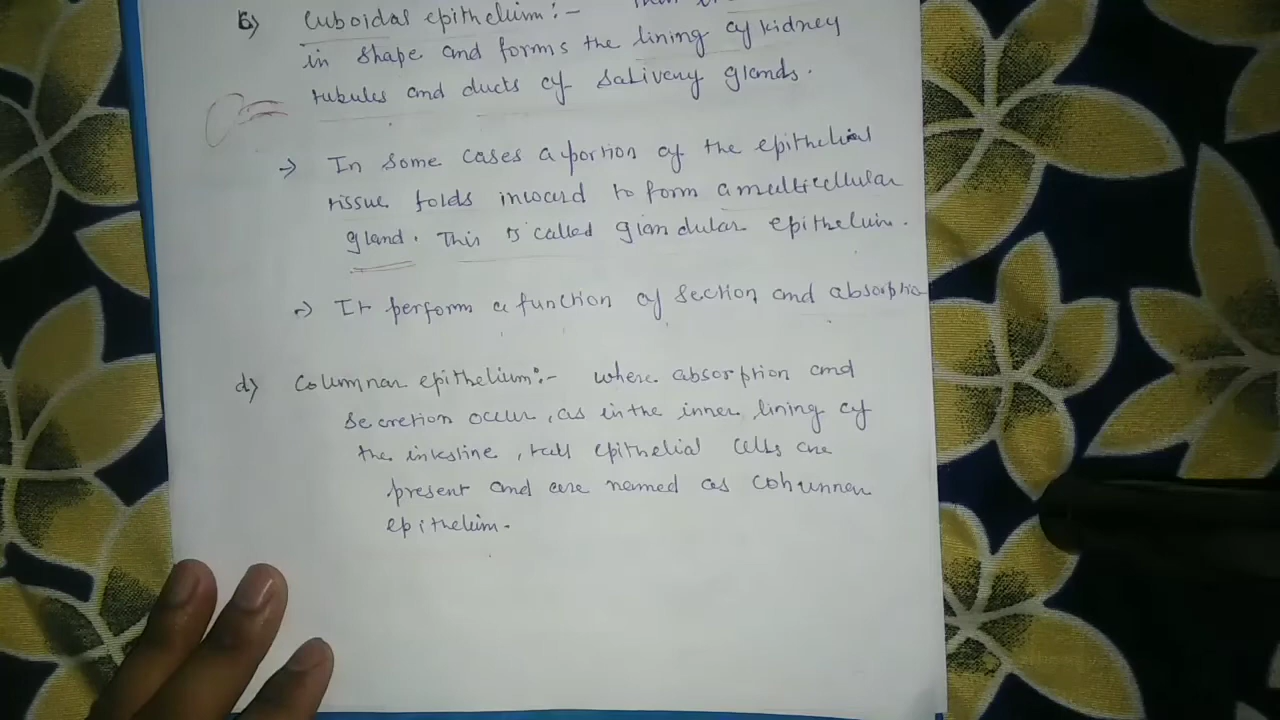 c) Cuboidal epithelium :-
in shape and forms the lining of kidney
tubules and ducts of salivery glands.
→ In some cases a portion of the epithelial
tissue folds inward to form a multicellular
gland. This is called glandular epithelium.
→ It perform a function of section and absorptio
d) Columnar epithelium :- where absorption and
secretion occur, as in the inner lining of
the intestine, tall epithelial cells are
present and are named as columnar
epithelium.